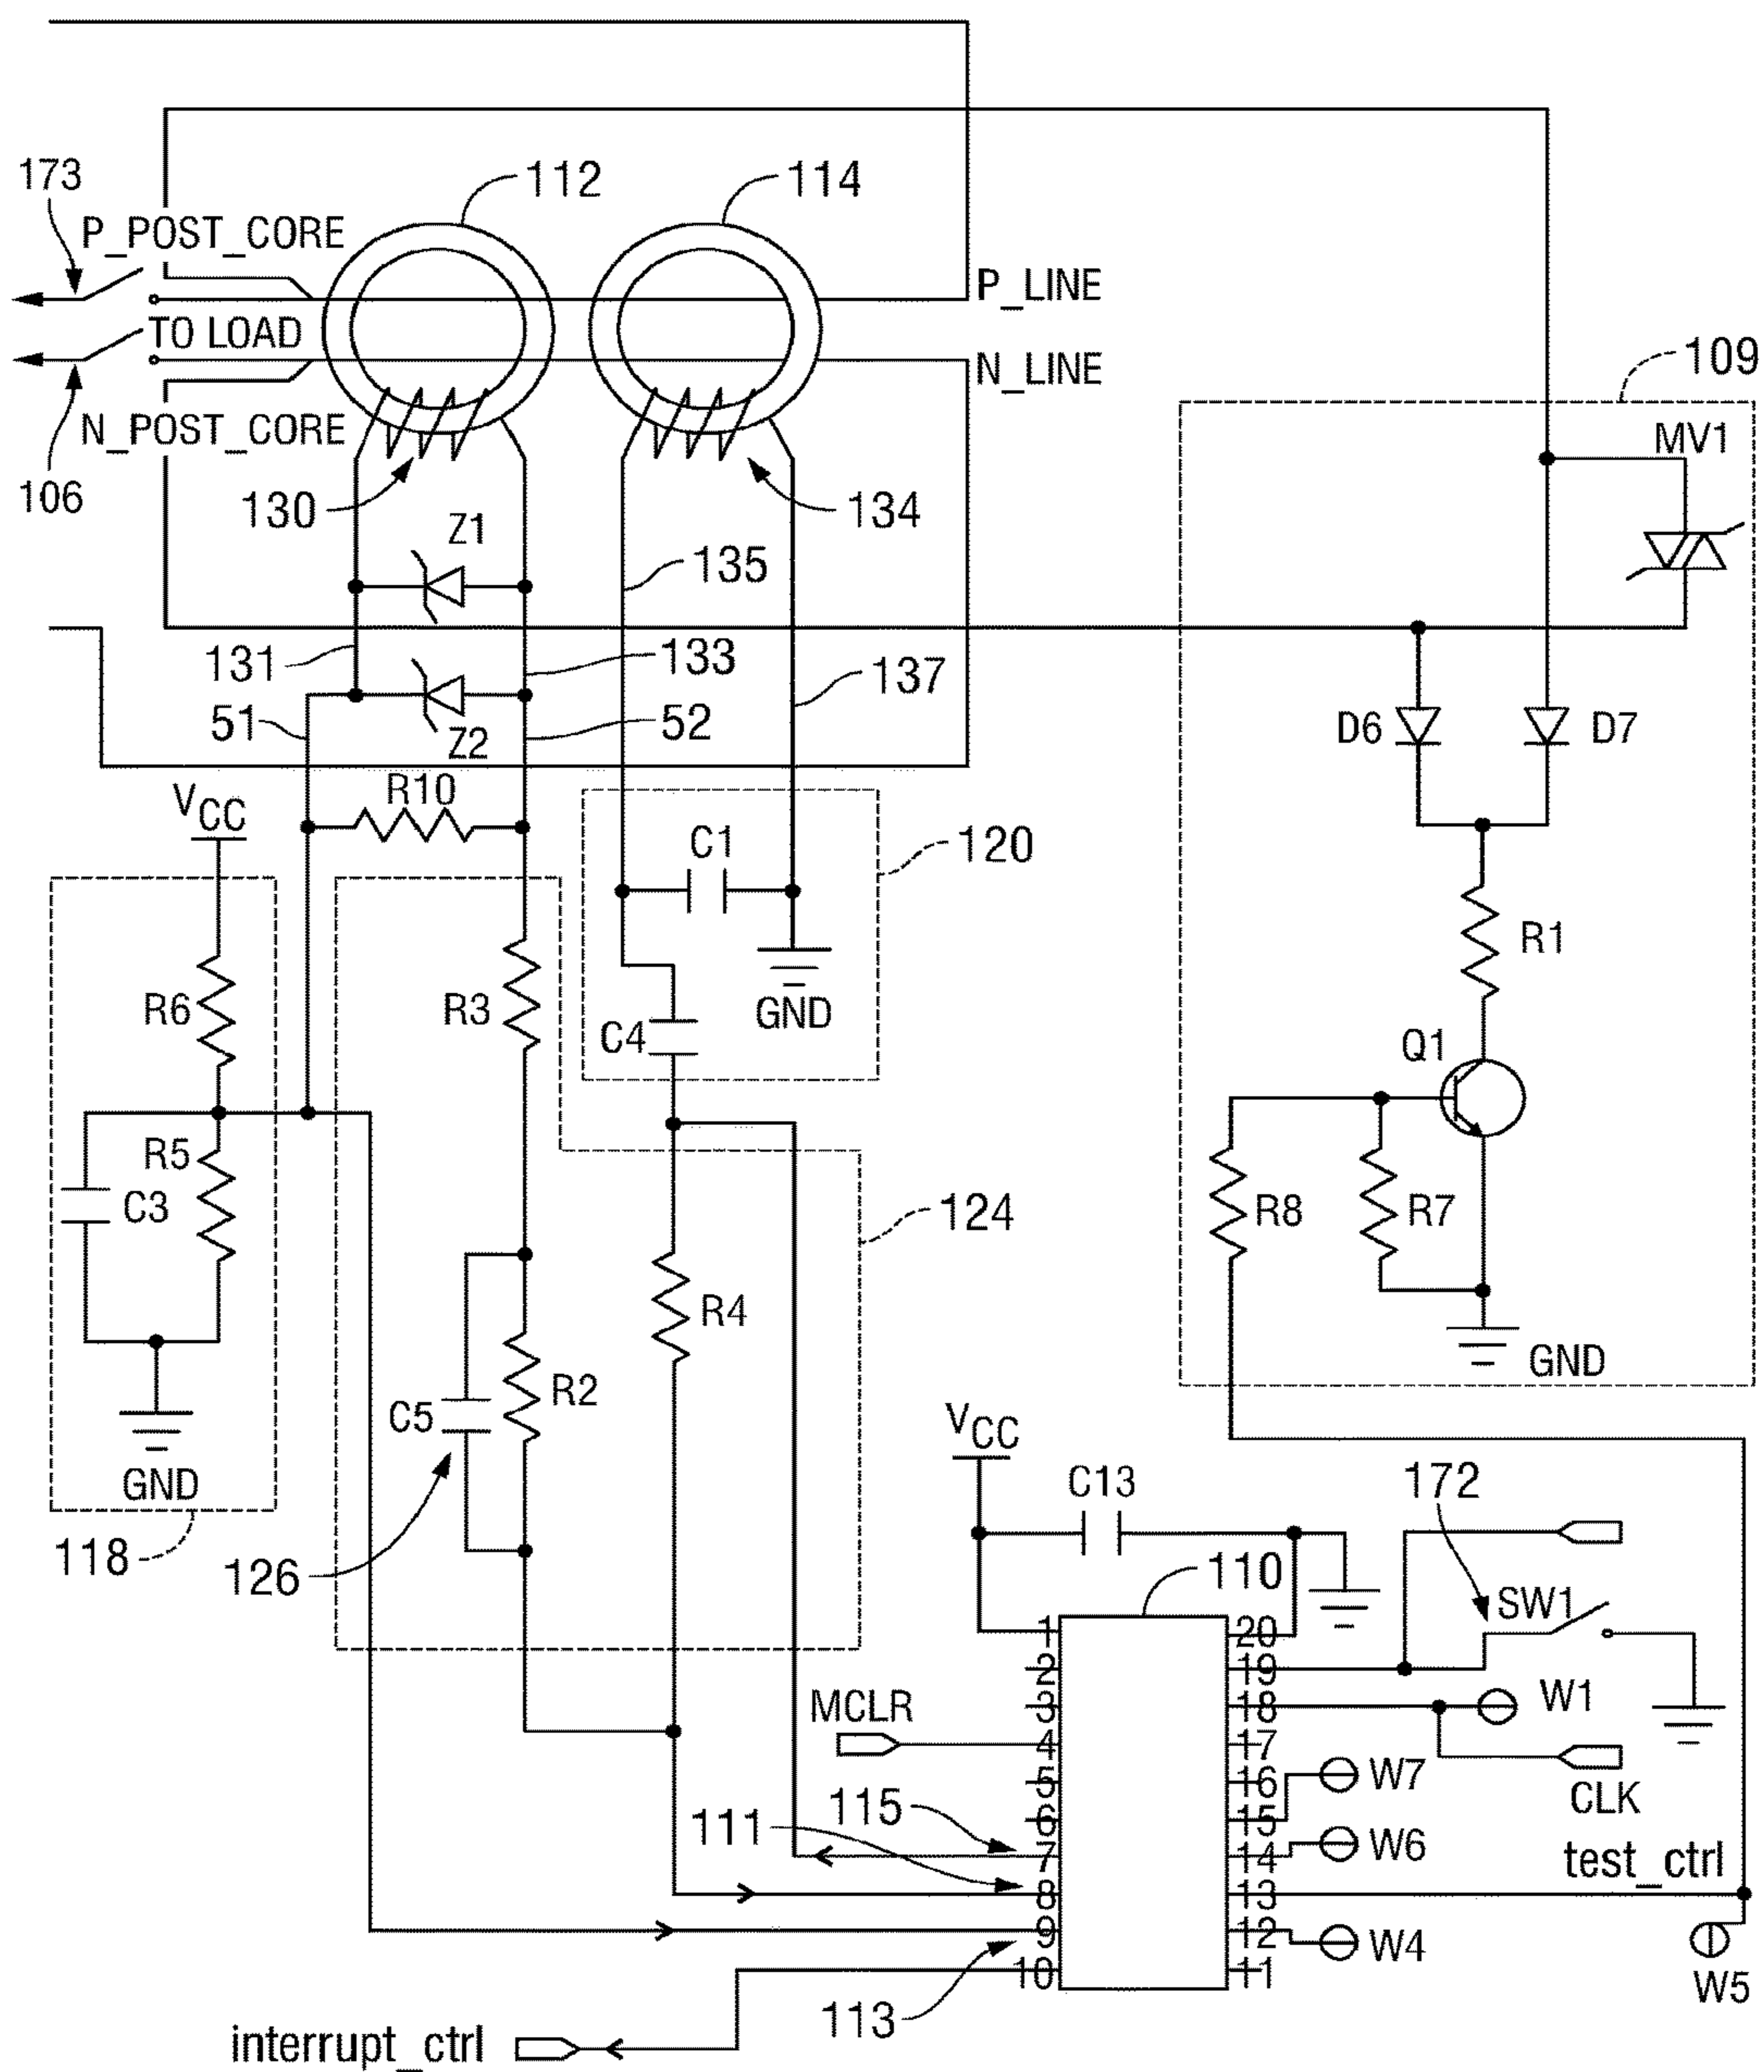 112
114
173
P_POST_CORE
P_LINE
TO LOAD
N_LINE
109
N_POST_CORE
MV1
106
130
134
Z1
135
131
133
137
51
Z2
52
D6
D7
VCC
R10
C1
120
R6
R3
C4
GND
R1
Q1
R5
C3
124
R8
R7
R4
GND
C5
R2
VCC
GND
C13
172
118
126
110
SW1
1
20
2
19
MCLR
3
18
W1
4
17
5
16
W7
115
6
15
CLK
111
7
14
W6
test_ctrl
8
13
9
12
W4
10
11
W5
113
interrupt_ctrl